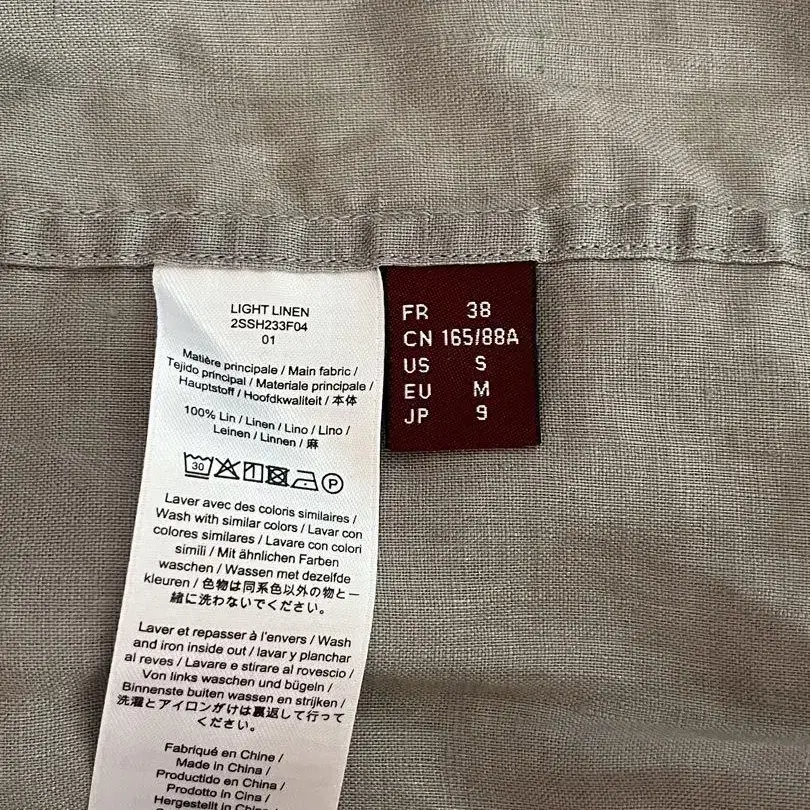 LIGHT LINEN
2SSH233F04
01
Matière principale / Main fabric /
Tejido principal / Materiale principale /
Hauptstoff / Hoofdkwaliteit / 本体
100% Lin / Linen / Lino / Lino /
Leinen / Linnen / 麻
30
P
Laver avec des coloris similaires /
Wash with similar colors / Lavar con
colores similares / Lavare con colori
simili / Mit ähnlichen Farben
waschen / Wassen met dezelfde
kleuren / 色物は同系色以外の物と一
緒に洗わないでください。
Laver et repasser à l'envers / Wash
and iron inside out / lavar y planchar
al reves / Lavare e stirare al rovescio /
Von links waschen und bügeln /
Binnenste buiten wassen en strijken /
洗濯とアイロンがけは裏返して行って
ください。
Fabriqué en Chine /
Made in China /
Productido en China /
Prodotto in Cina /
Hergestellt in China /
FR 38
CN 165/88A
US S
EU M
JP 9